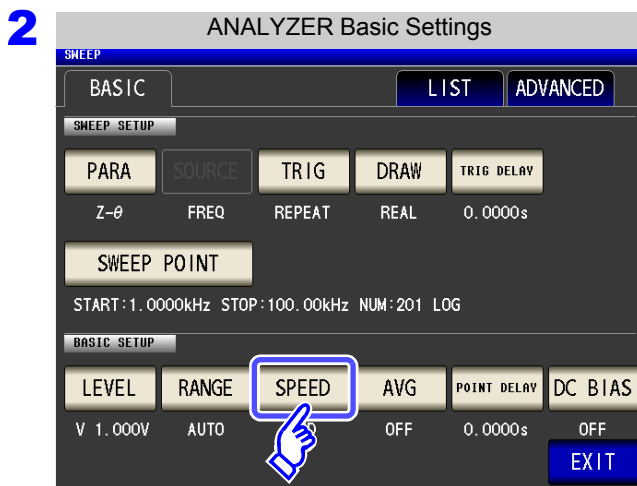 2 ANALYZER Basic Settings
SWEEP
BASIC LIST ADVANCED
SWEEP SETUP
PARA SOURCE TRIG DRAW TRIG DELAY
Z-θ FREQ REPEAT REAL 0.0000s
SWEEP POINT
START:1.0000kHz STOP:100.00kHz NUM:201 LOG
BASIC SETUP
LEVEL RANGE SPEED AVG POINT DELAY DC BIAS
V 1.000V AUTO OFF 0.0000s OFF
EXIT